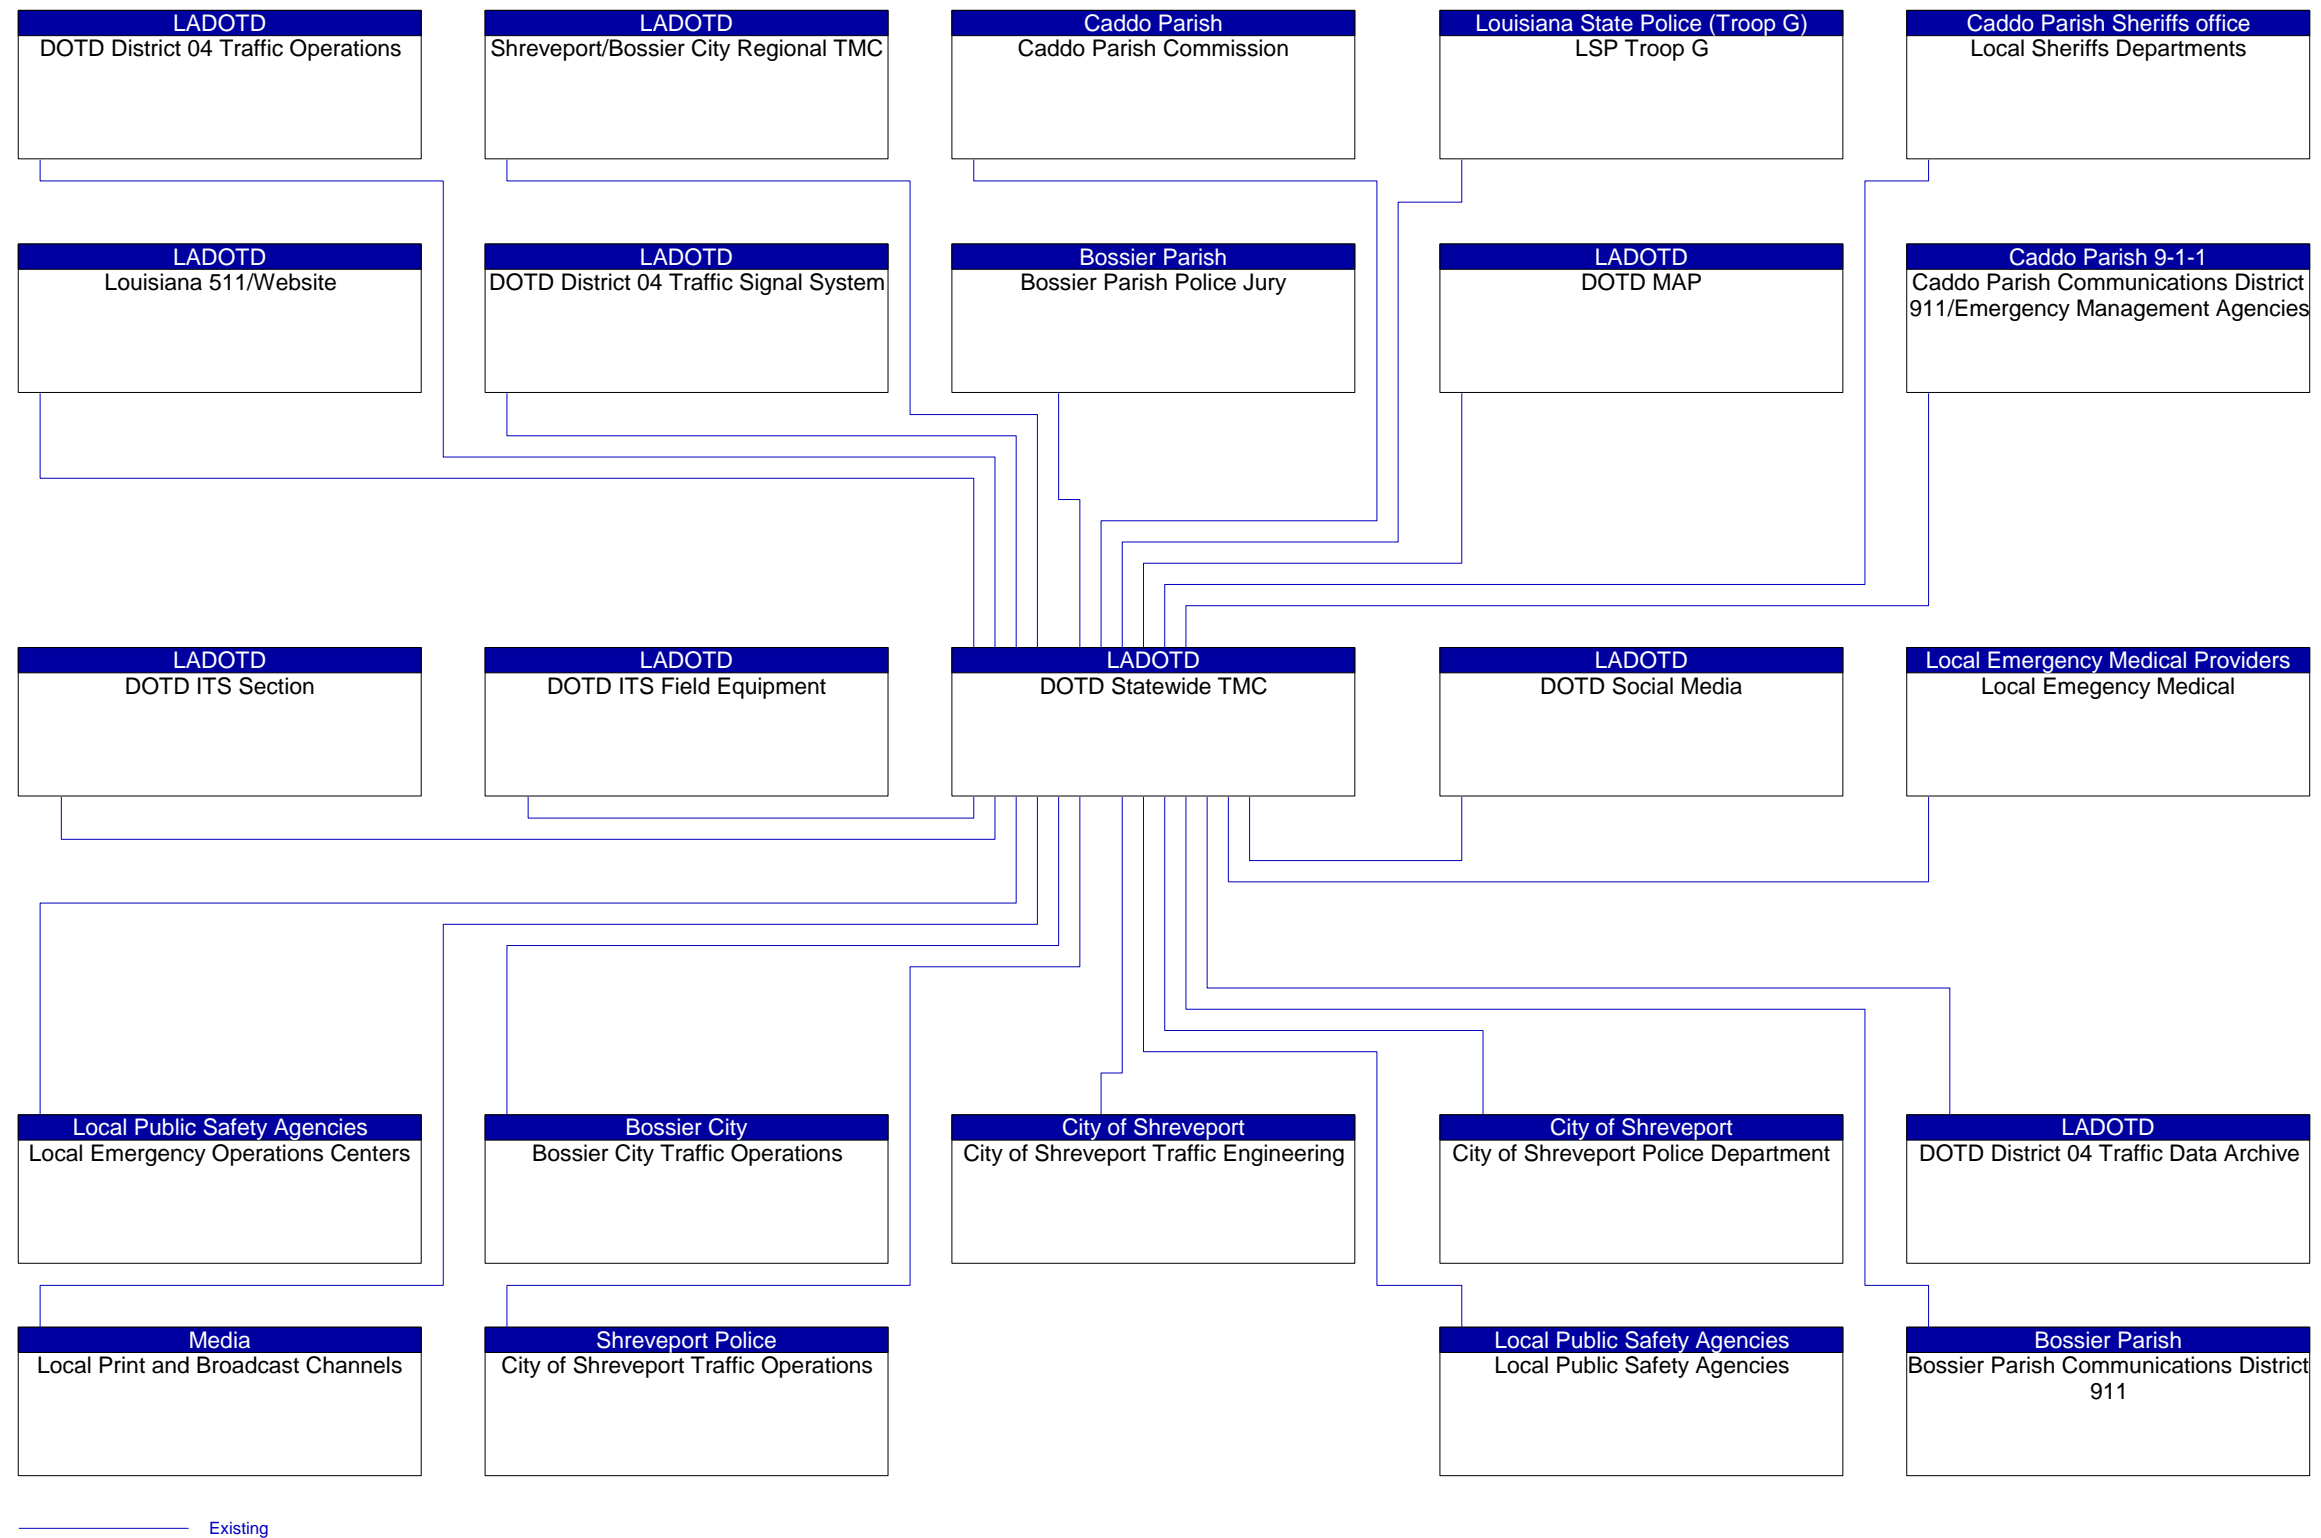 LADOTD
DOTD District 04 Traffic Operations
LADOTD
Shreveport/Bossier City Regional TMC
Caddo Parish
Caddo Parish Commission
Louisiana State Police (Troop G)
LSP Troop G
Caddo Parish Sheriffs office
Local Sheriffs Departments
LADOTD
Louisiana 511/Website
LADOTD
DOTD District 04 Traffic Signal System
Bossier Parish
Bossier Parish Police Jury
LADOTD
DOTD MAP
Caddo Parish 9-1-1
Caddo Parish Communications District
911/Emergency Management Agencies
LADOTD
DOTD ITS Section
LADOTD
DOTD ITS Field Equipment
LADOTD
DOTD Statewide TMC
LADOTD
DOTD Social Media
Local Emergency Medical Providers
Local Emegency Medical
Local Public Safety Agencies
Local Emergency Operations Centers
Bossier City
Bossier City Traffic Operations
City of Shreveport
City of Shreveport Traffic Engineering
City of Shreveport
City of Shreveport Police Department
LADOTD
DOTD District 04 Traffic Data Archive
Media
Local Print and Broadcast Channels
Shreveport Police
City of Shreveport Traffic Operations
Local Public Safety Agencies
Local Public Safety Agencies
Bossier Parish
Bossier Parish Communications District
911
Existing